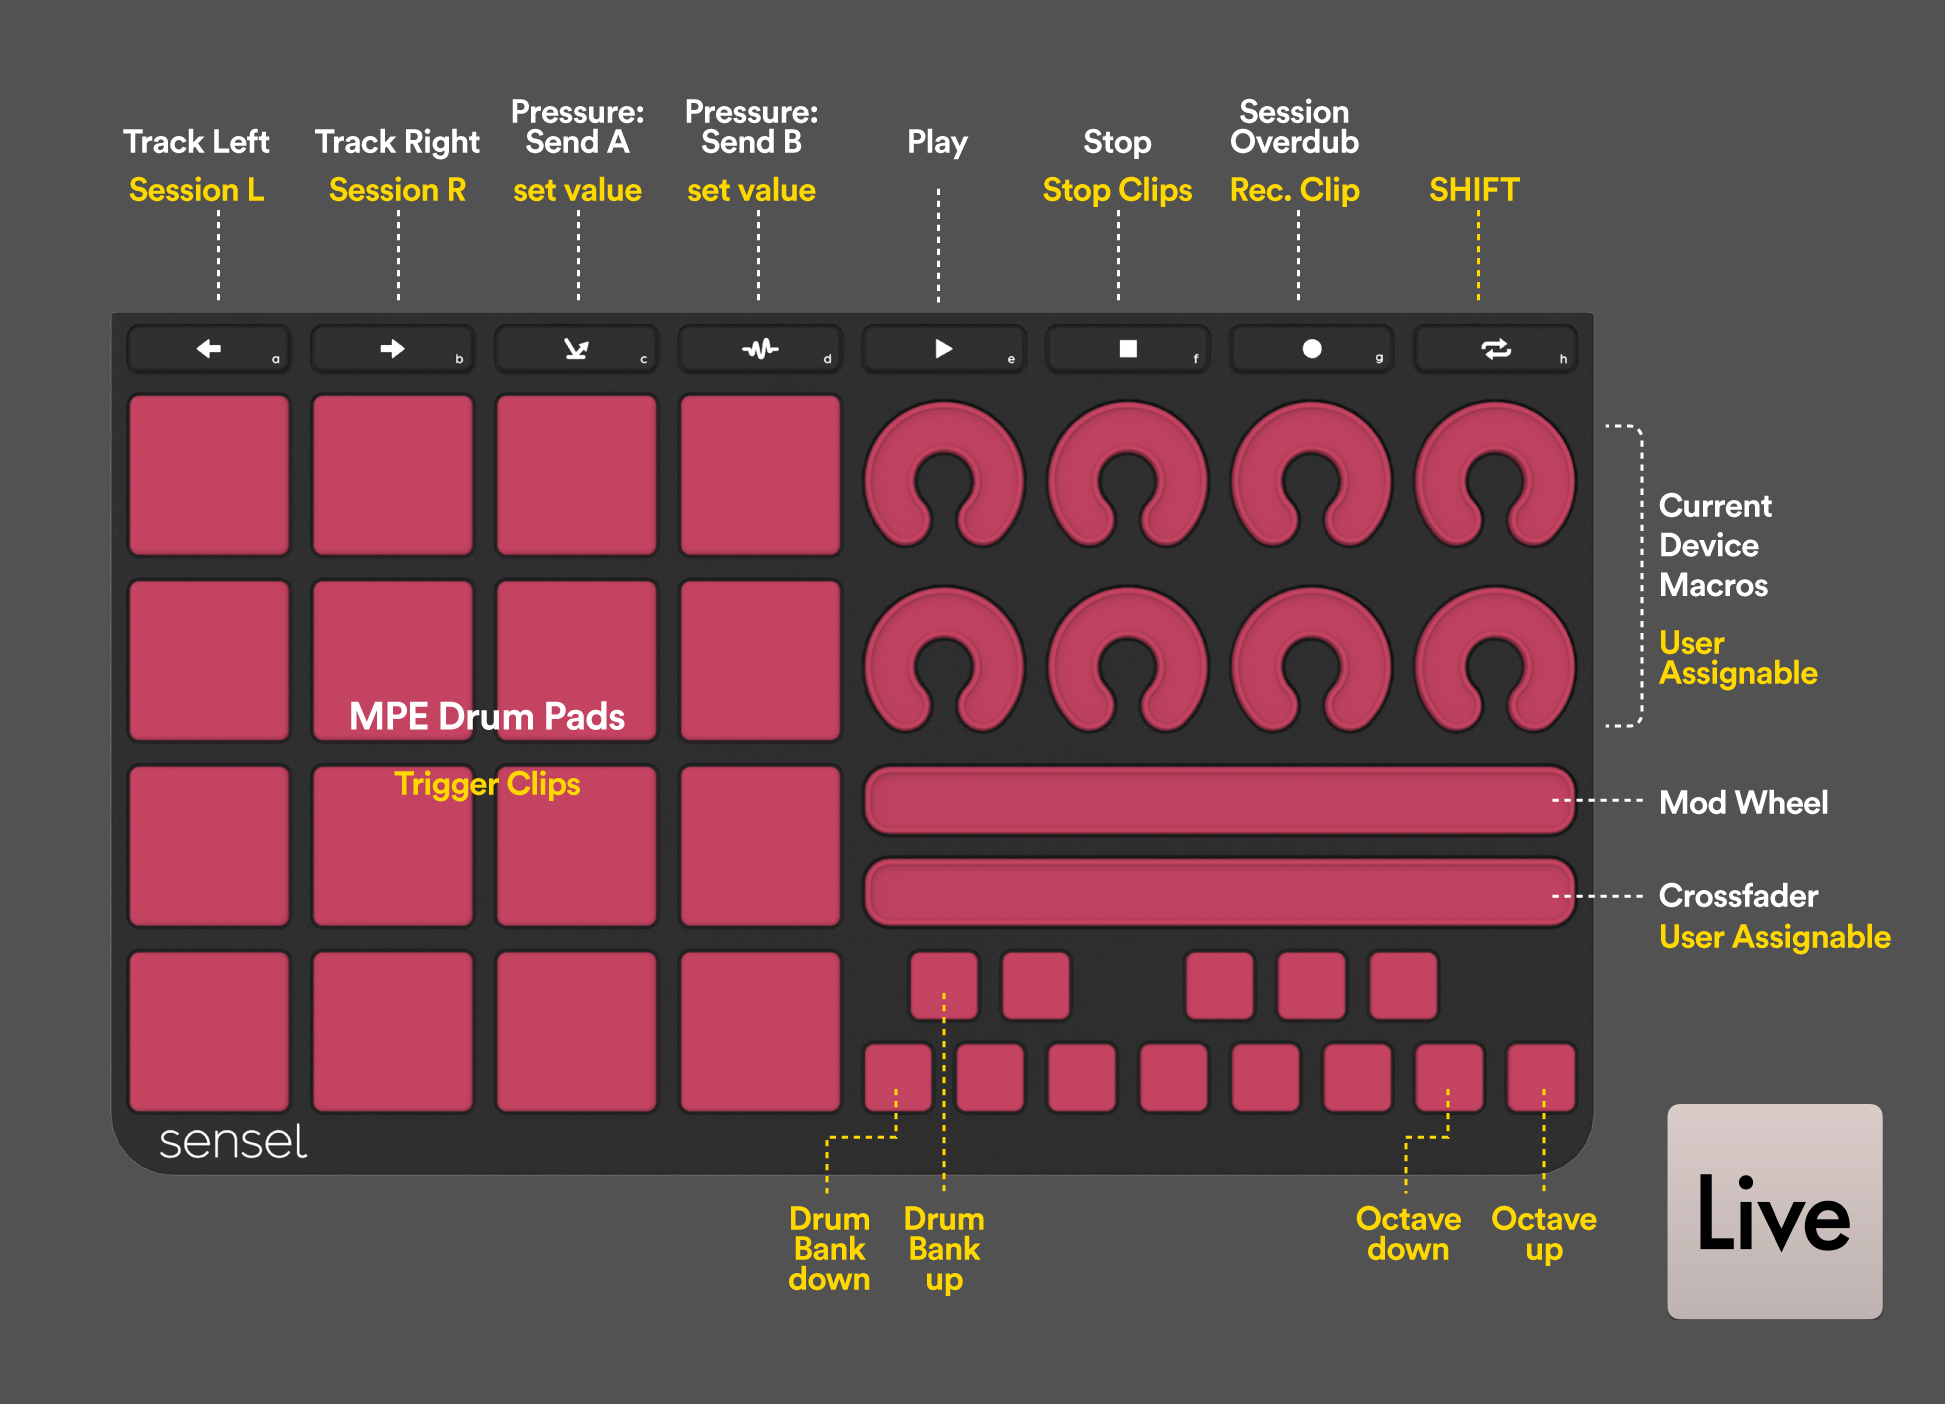 Pressure:
Pressure:
Session
Track Left
Track Right
Send A
Send B
Play
Stop
Overdub
Session L
Session R
set value
set value
Stop Clips
Rec. Clip
SHIFT
a
b
c
d
e
f
g
h
Current
Device
Macros
User
Assignable
MPE Drum Pads
Trigger Clips
Mod Wheel
Crossfader
User Assignable
sensel
Drum
Bank
down
Drum
Bank
up
Octave
down
Octave
up
Live